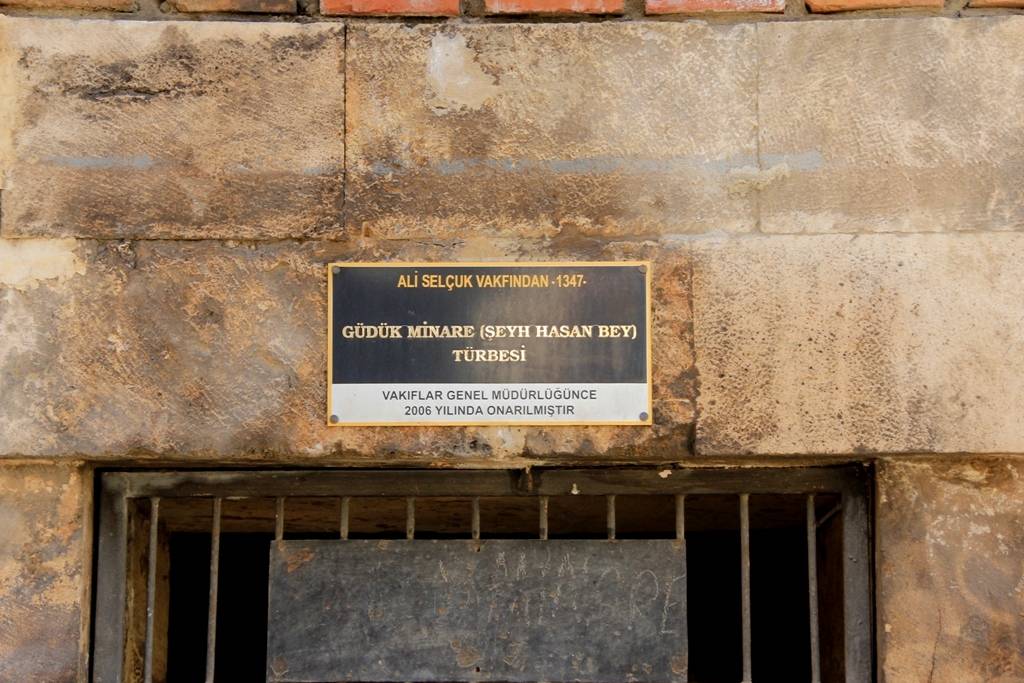 ALİ SELÇUK VAKFINDAN -1347-
GÜDÜK MİNARE (ŞEYH HASAN BEY)
TÜRBESİ
VAKIFLAR GENEL MÜDÜRLÜĞÜNCE
2006 YILINDA ONARILMIŞTIR